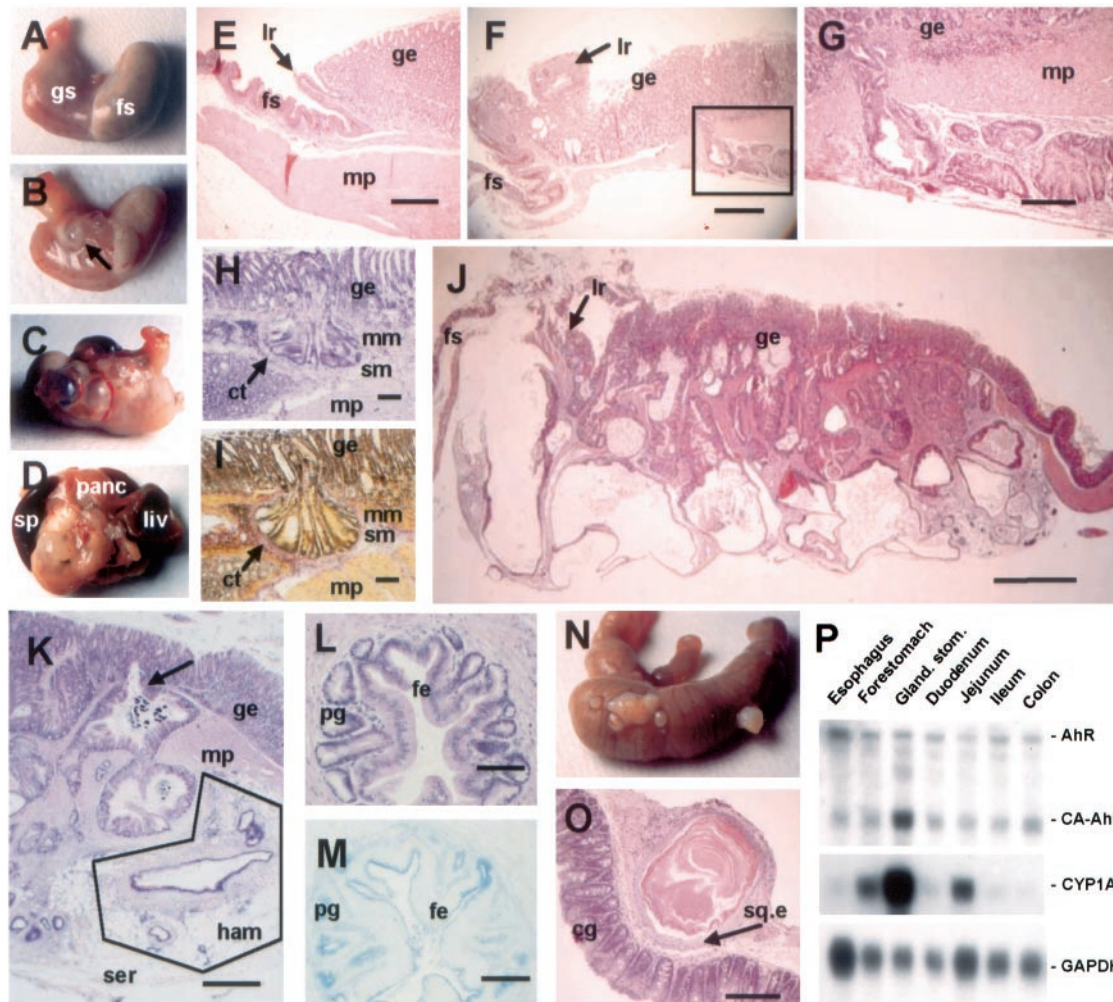 A
gs
fs
B
C
D
panc
sp
liv
E
lr
ge
fs
mp
F
lr
ge
fs
G
ge
mp
H
ge
mm
ct
sm
mp
I
ge
mm
sm
ct
mp
J
lr
fs
ge
K
ge
mp
ham
ser
L
fe
pg
M
pg
fe
N
O
sq.e
cg
P
Esophagus
Forestomach
Gland. stom.
Duodenum
Jejunum
Ileum
Colon
- AhR
- CA-Ah
- CYP1A
- GAPDH